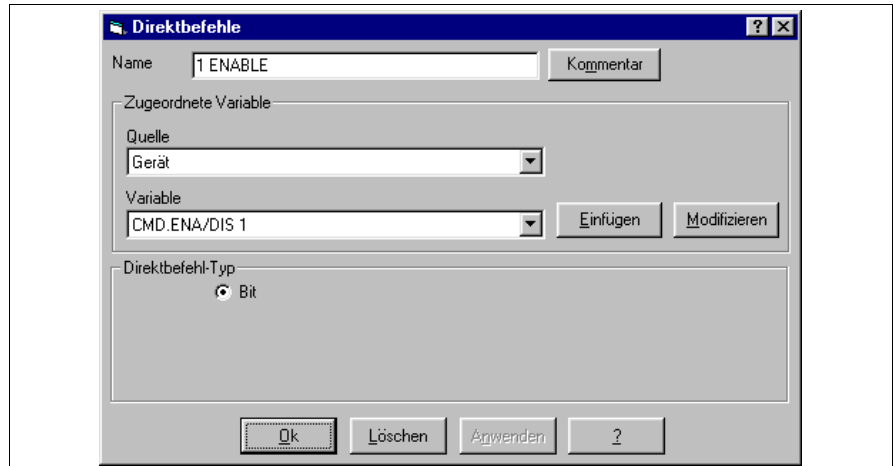 Direktbefehle ? X
Name 1 ENABLE Kommentar
Zugeordnete Variable
Quelle
Gerät
Variable
CMD.ENA/DIS 1 Einfügen Modifizieren
Direktbefehl-Typ
Bit
Ok Löschen Anwenden ?